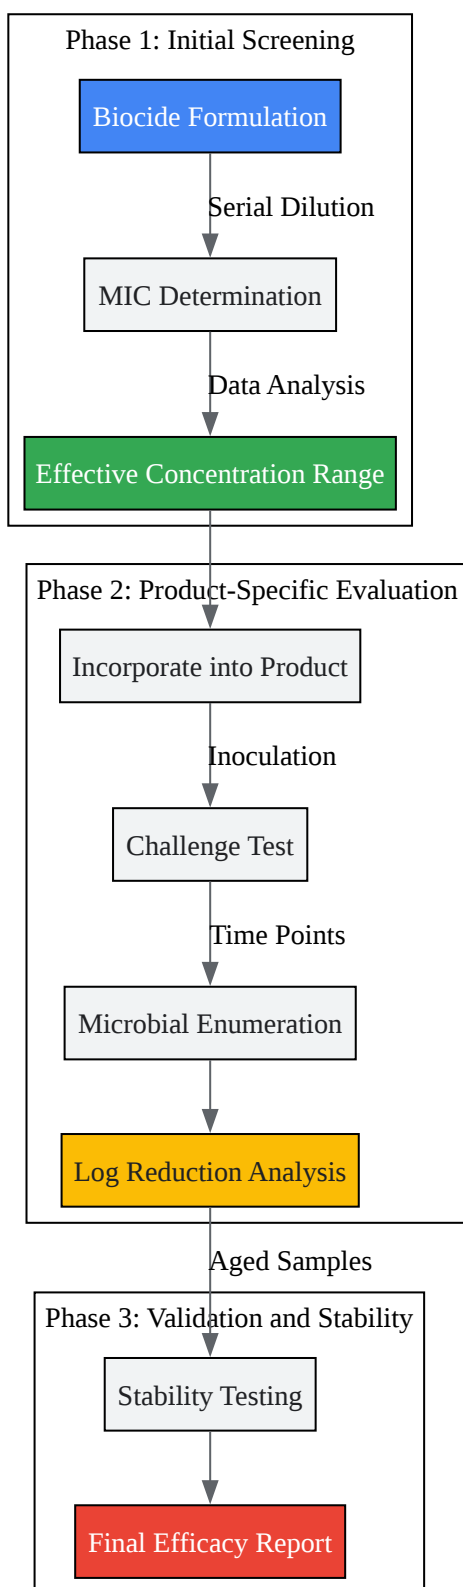 Phase 1: Initial Screening
Biocide Formulation
Serial Dilution
MIC Determination
Data Analysis
Effective Concentration Range
Phase 2: Product-Specific Evaluation
Incorporate into Product
Inoculation
Challenge Test
Time Points
Microbial Enumeration
Log Reduction Analysis
Aged Samples
Phase 3: Validation and Stability
Stability Testing
Final Efficacy Report